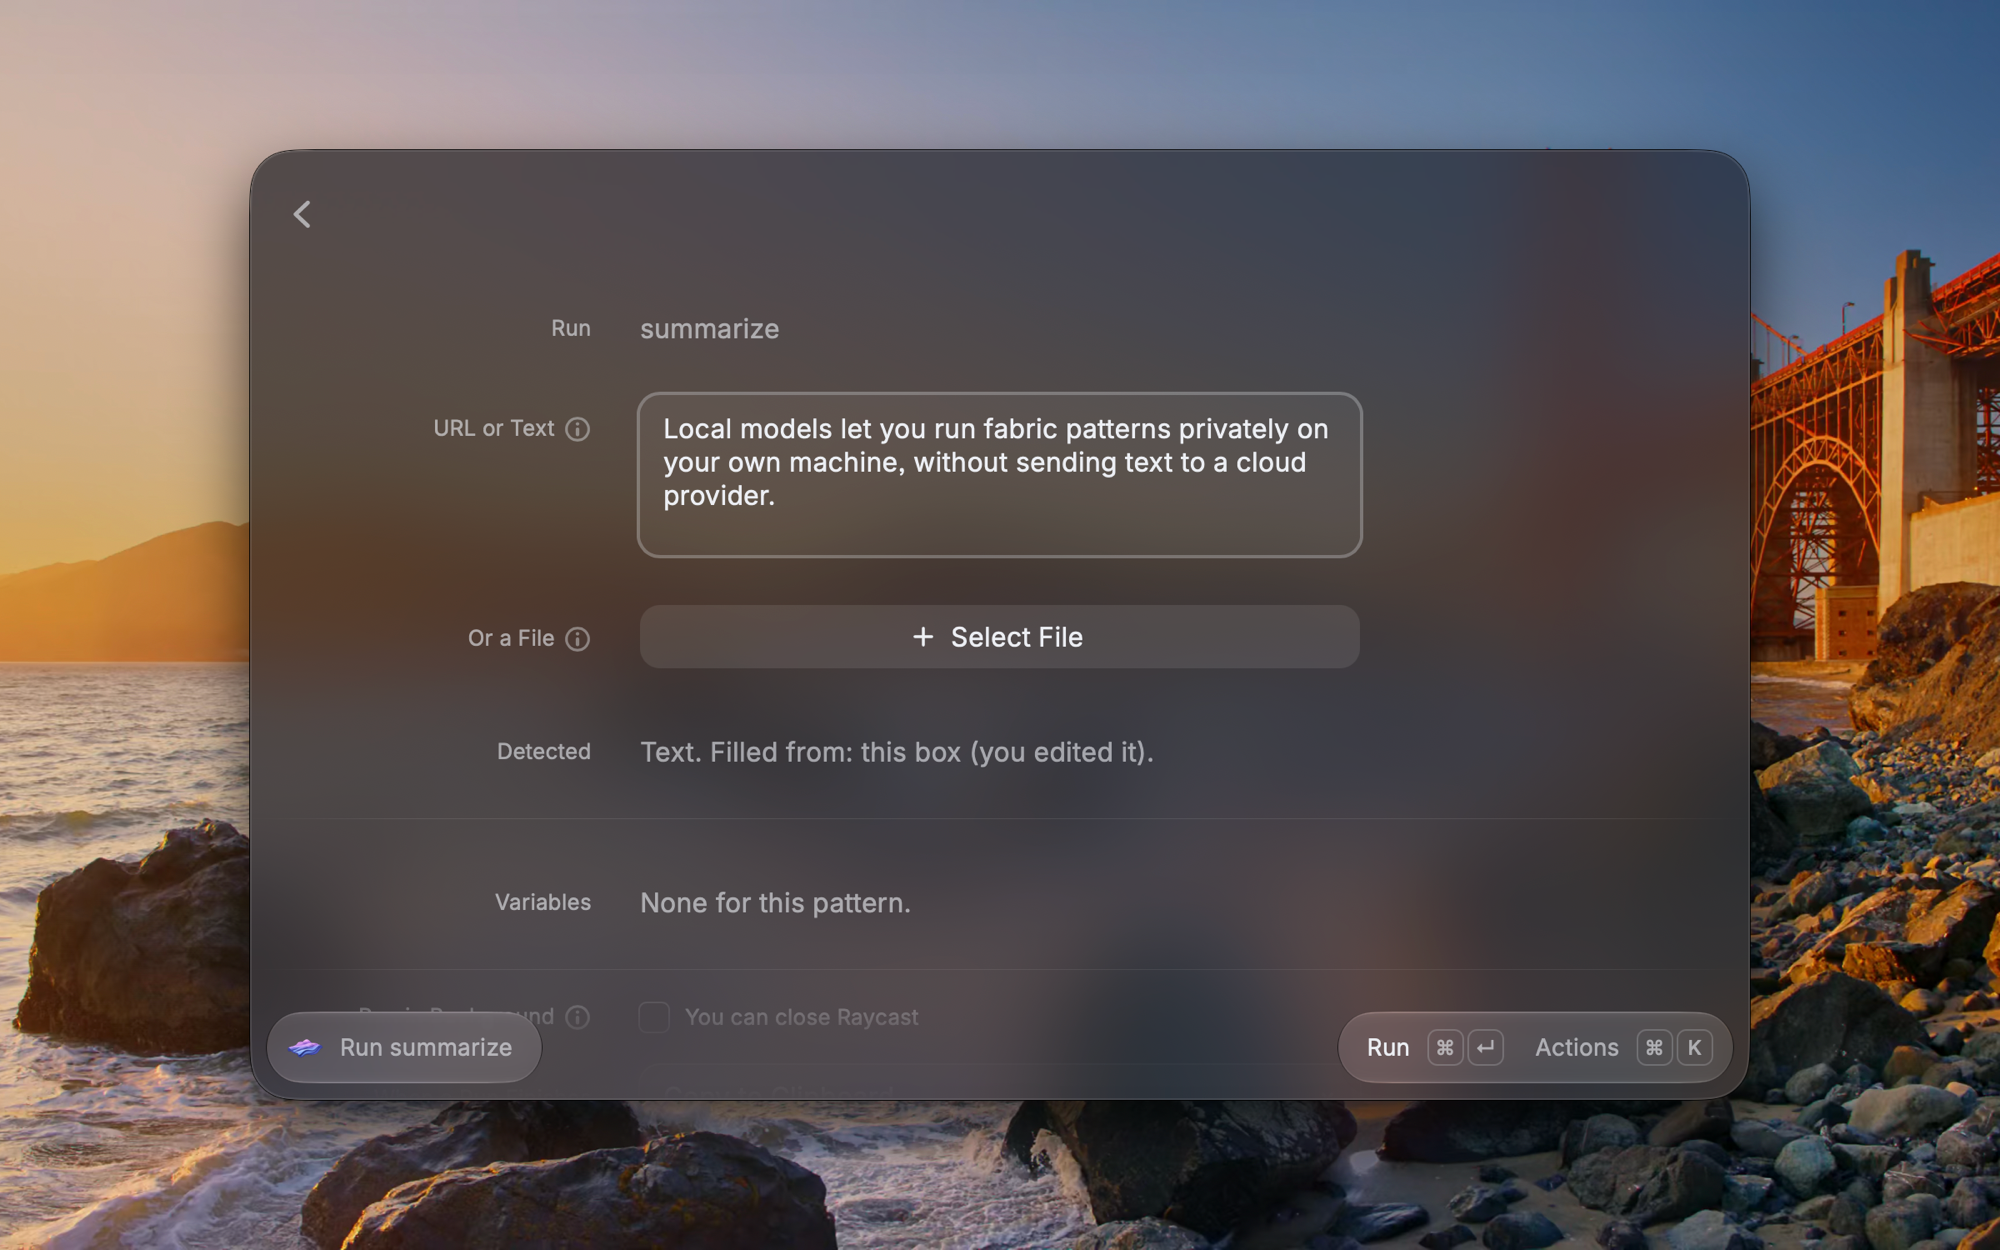 Run summarize
URL or Text
Local models let you run fabric patterns privately on
your own machine, without sending text to a cloud
provider.
Or a File
+ Select File
Detected
Text. Filled from: this box (you edited it).
Variables
None for this pattern.
You can close Raycast
Run summarize
Run ⌘ ↵ Actions ⌘ K